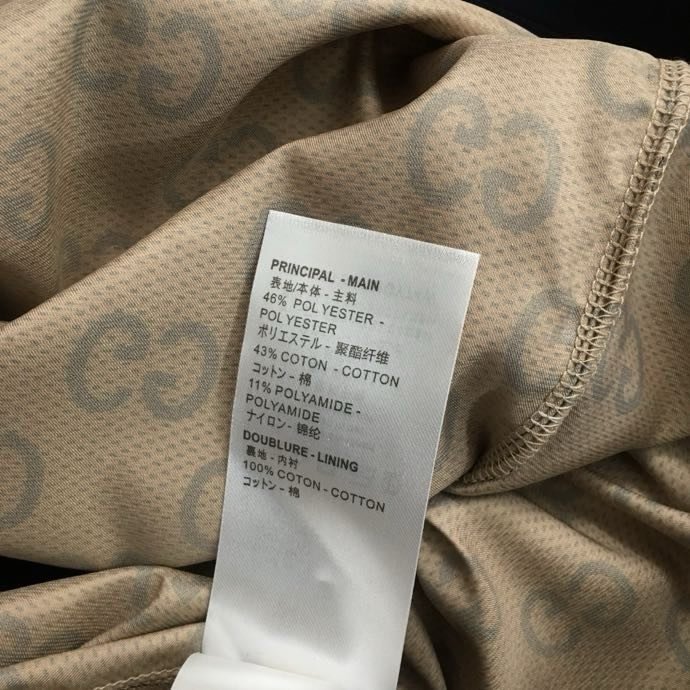 PRINCIPAL - MAIN
表地/本体 - 主料
46% POLYESTER -
POLYESTER
ポリエステル - 聚酯纤维
43% COTON - COTTON
コットン - 棉
11% POLYAMIDE -
POLYAMIDE
ナイロン - 锦纶
DOUBLURE - LINING
裏地 - 内衬
100% COTON - COTTON
コットン - 棉